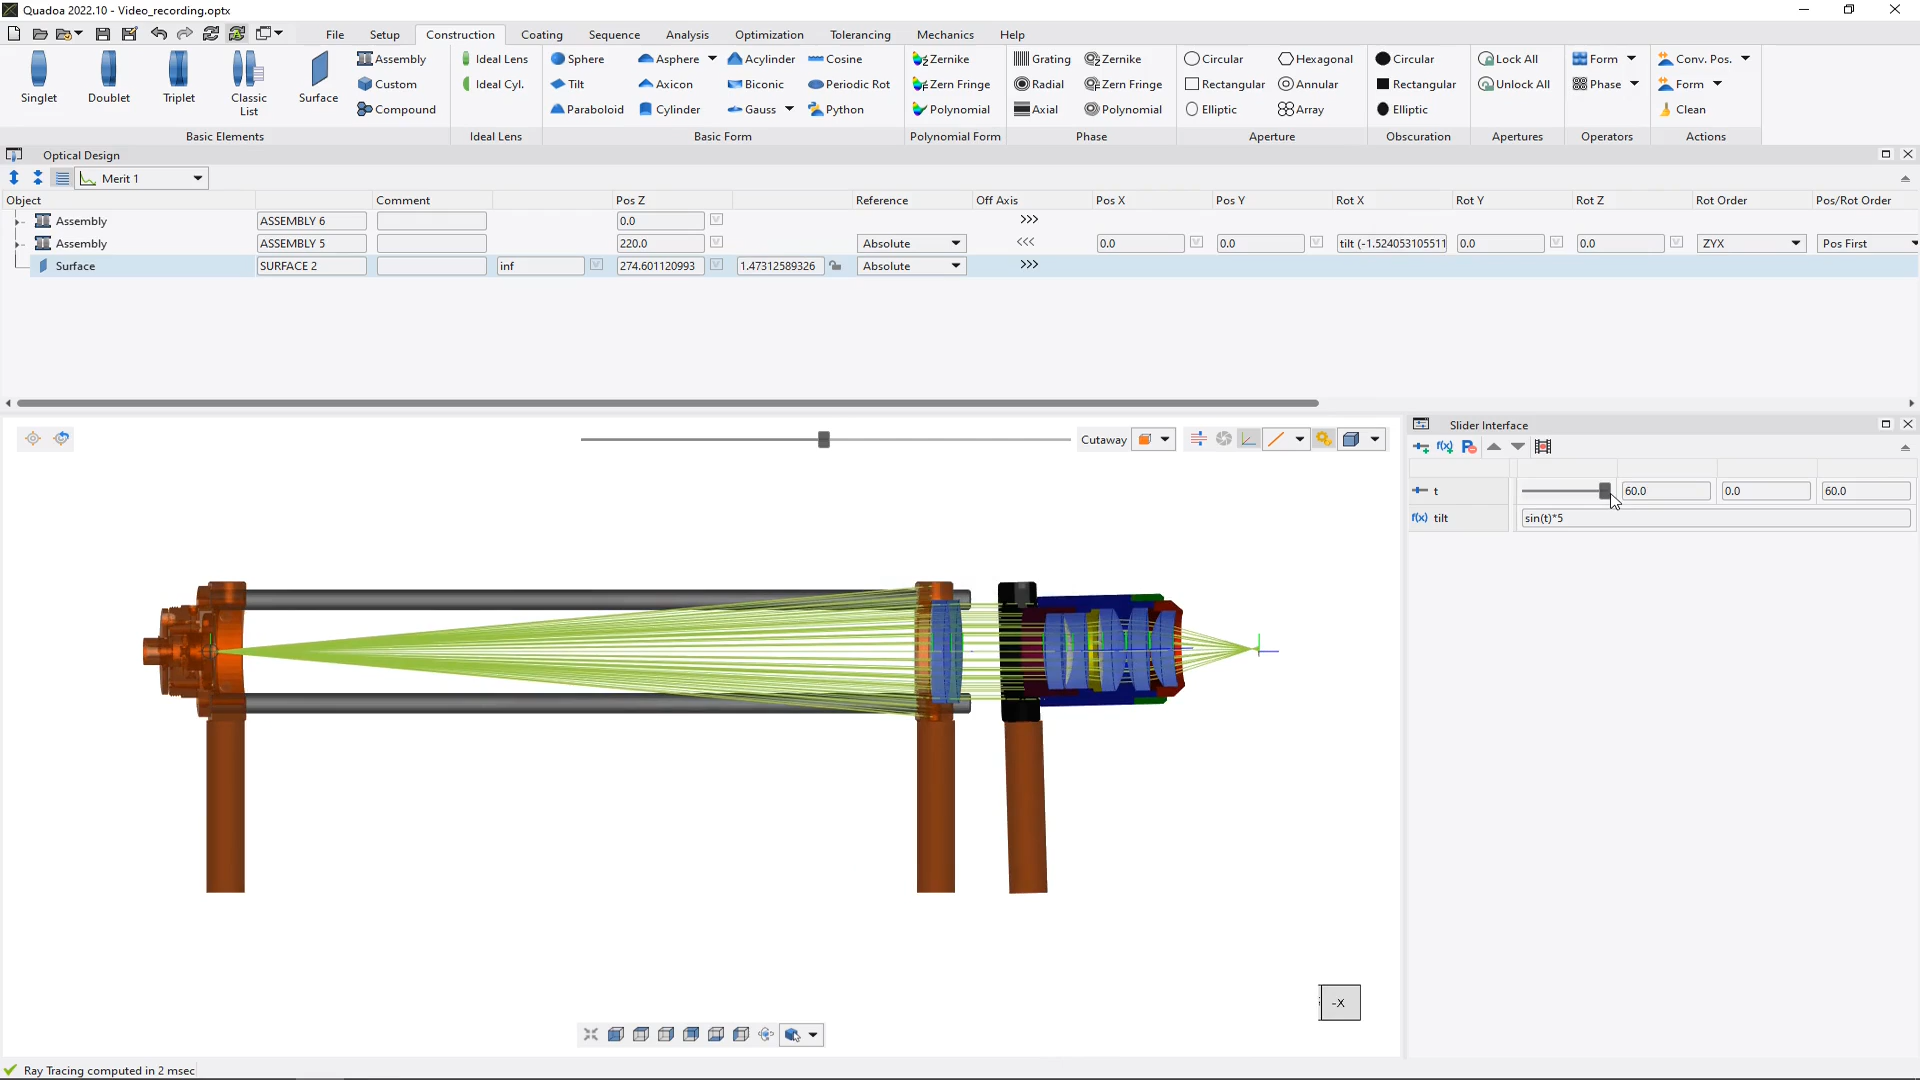 Quadoa 2022.10 - Video_recording.optx
File Setup Construction Coating Sequence Analysis Optimization Tolerancing Mechanics Help
Singlet Doublet Triplet Classic List Surface
Assembly Custom Compound
Basic Elements
Ideal Lens Ideal Cyl.
Ideal Lens
Sphere Asphere Acylinder Cosine
Tilt Axicon Biconic Periodic Rot
Paraboloid Cylinder Gauss Python
Basic Form
Zernike
Zern Fringe
Polynomial
Polynomial Form
Grating Zernike
Radial Zern Fringe
Axial Polynomial
Phase
Circular Hexagonal
Rectangular Annular
Elliptic Array
Aperture
Circular
Rectangular
Elliptic
Obscuration
Lock All
Unlock All
Apertures
Form
Phase
Operators
Conv. Pos.
Form
Clean
Actions
Optical Design
Merit 1
Object Comment Pos Z Reference Off Axis Pos X Pos Y Rot X Rot Y Rot Z Rot Order Pos/Rot Order
Assembly ASSEMBLY 6 0.0 V >>>
Assembly ASSEMBLY 5 220.0 V Absolute <<< 0.0 V 0.0 V tilt (-1.524053105511 0.0 V 0.0 V ZYX Pos First
Surface SURFACE 2 inf V 274.601120993 V 1.47312589326 Absolute >>>
Cutaway
Slider Interface
f(x)
t 60.0 0.0 60.0
f(x) tilt sin(t)*5
-X
Ray Tracing computed in 2 msec